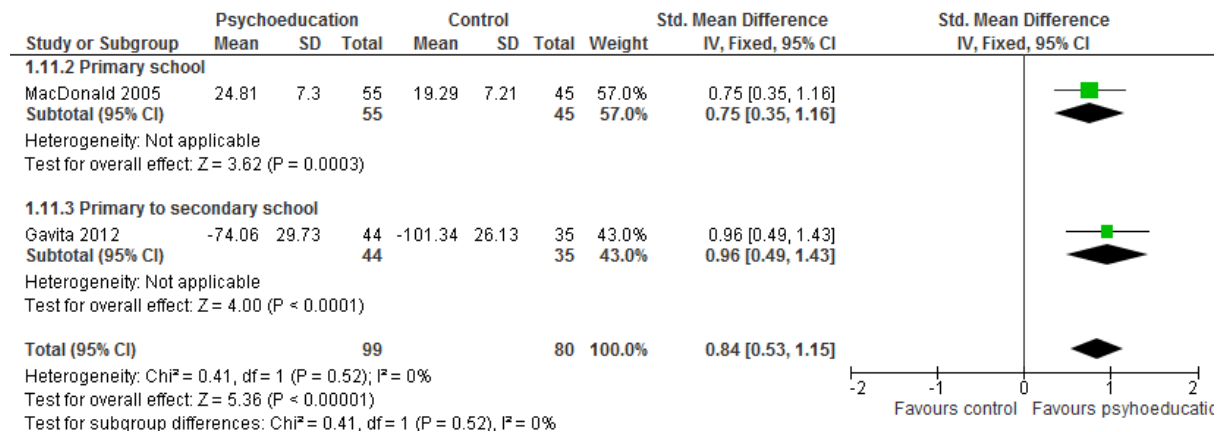 Psychoeducation Control Std. Mean Difference Std. Mean Difference
Study or Subgroup Mean SD Total Mean SD Total Weight IV, Fixed, 95% CI IV, Fixed, 95% CI
1.11.2 Primary school
MacDonald 2005 24.81 7.3 55 19.29 7.21 45 57.0% 0.75 [0.35, 1.16]
Subtotal (95% CI) 55 45 57.0% 0.75 [0.35, 1.16]
Heterogeneity: Not applicable
Test for overall effect: Z = 3.62 (P = 0.0003)
1.11.3 Primary to secondary school
Gavita 2012 -74.06 29.73 44 -101.34 26.13 35 43.0% 0.96 [0.49, 1.43]
Subtotal (95% CI) 44 35 43.0% 0.96 [0.49, 1.43]
Heterogeneity: Not applicable
Test for overall effect: Z = 4.00 (P < 0.0001)
Total (95% CI) 99 80 100.0% 0.84 [0.53, 1.15]
Heterogeneity: Chi² = 0.41, df = 1 (P = 0.52); I² = 0%
Test for overall effect: Z = 5.36 (P < 0.00001)
Test for subgroup differences: Chi² = 0.41, df = 1 (P = 0.52), I² = 0%
-2 -1 0 1 2
Favours control Favours psyhoeducatio